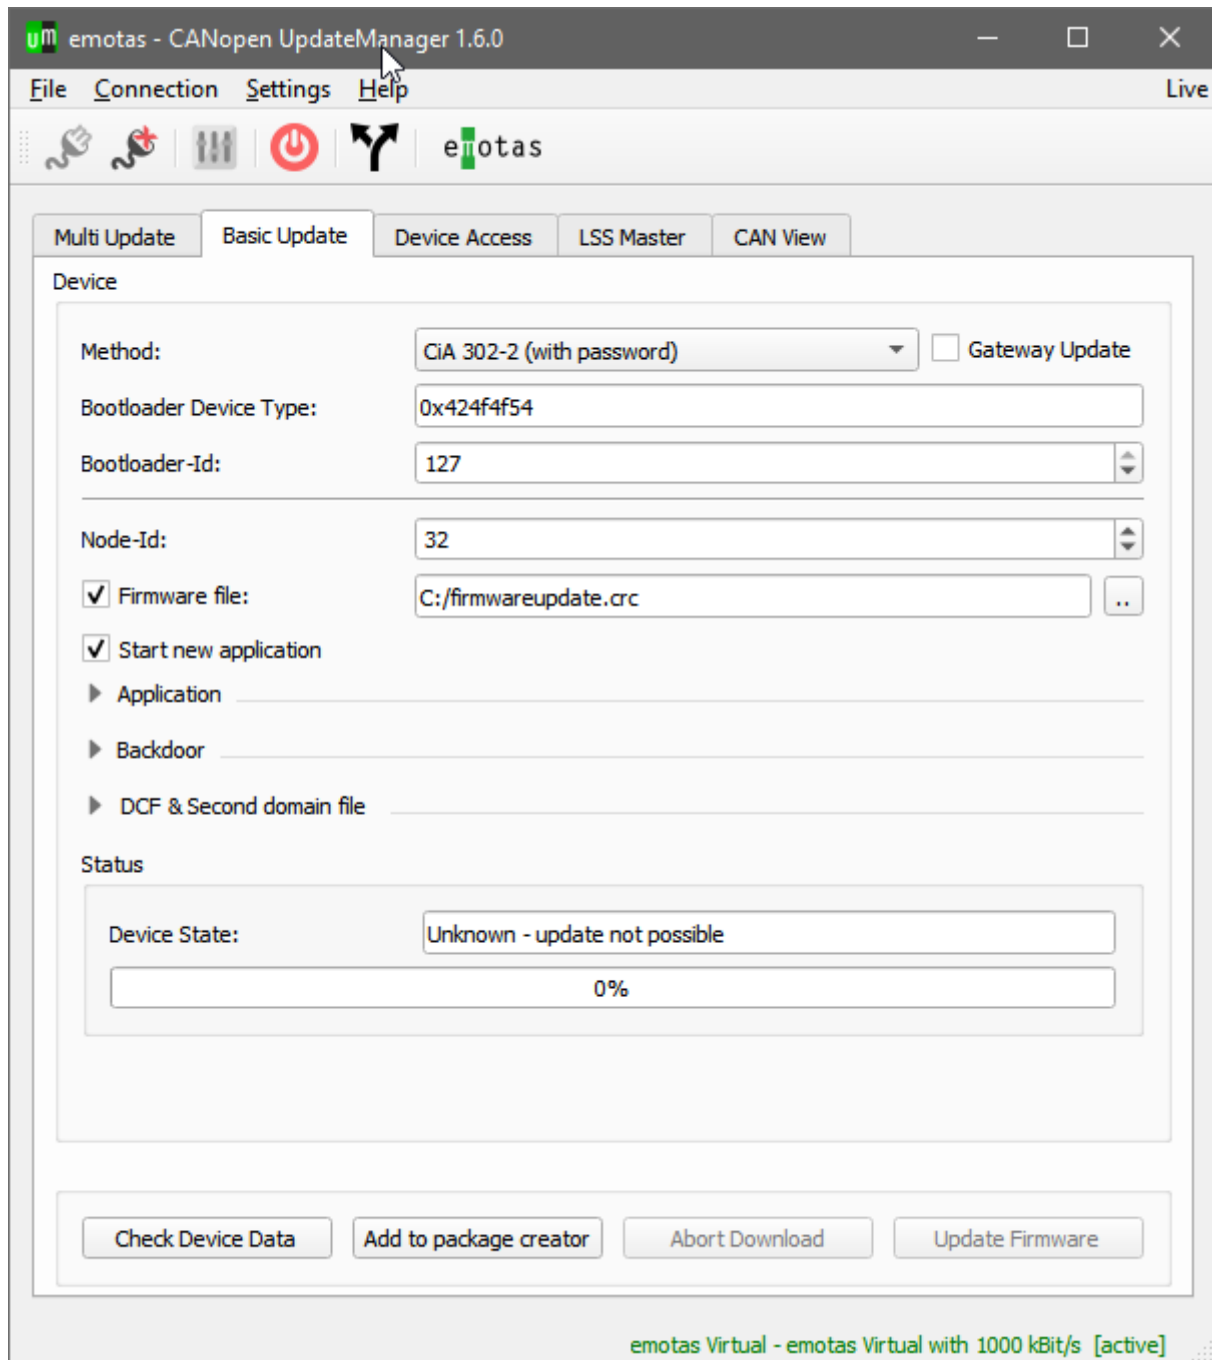 um emotas - CANopen UpdateManager 1.6.0
File Connection Settings Help Live
emotas
Multi Update Basic Update Device Access LSS Master CAN View
Device
Method: CiA 302-2 (with password) Gateway Update
Bootloader Device Type: 0x424f4f54
Bootloader-Id: 127
Node-Id: 32
Firmware file: C:/firmwareupdate.crc ..
Start new application
Application
Backdoor
DCF & Second domain file
Status
Device State: Unknown - update not possible
0%
Check Device Data Add to package creator Abort Download Update Firmware
emotas Virtual - emotas Virtual with 1000 kBit/s [active]